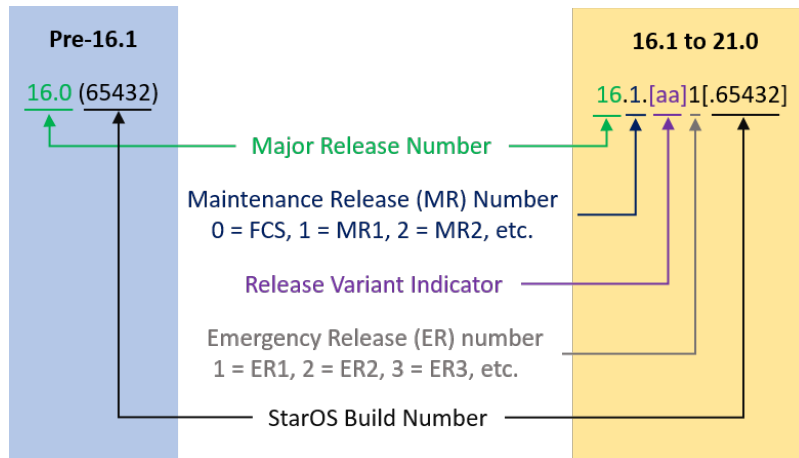 Pre-16.1
16.1 to 21.0
16.0 (65432)
16.1.[aa]1[.65432]
Major Release Number
Maintenance Release (MR) Number
0 = FCS, 1 = MR1, 2 = MR2, etc.
Release Variant Indicator
Emergency Release (ER) number
1 = ER1, 2 = ER2, 3 = ER3, etc.
StarOS Build Number